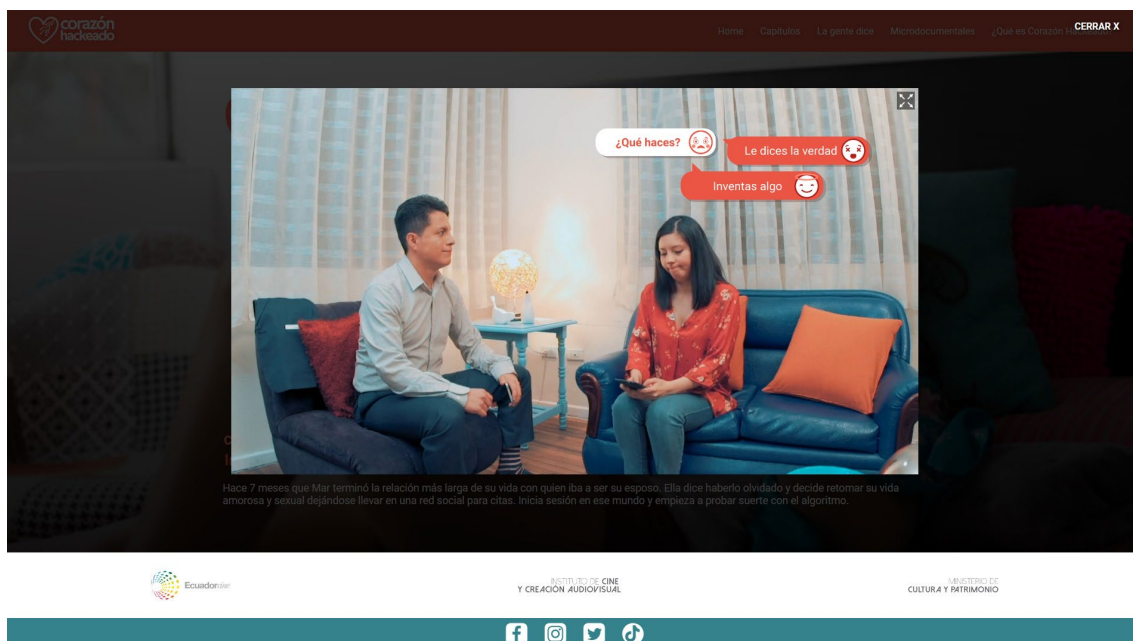 corazón
hackeado
Home Capítulos La gente dice Microdocumentales ¿Qué es Corazón
CERRAR X
¿Qué haces?
Le dices la verdad
Inventas algo
Hace 7 meses que Mar terminó la relación más larga de su vida con quien iba a ser su esposo. Ella dice haberlo olvidado y decide retomar su vida
amorosa y sexual dejándose llevar en una red social para citas. Inicia sesión en ese mundo y empieza a probar suerte con el algoritmo.
Ecuador
INSTITUTO DE CINE
Y CREACIÓN AUDIOVISUAL
MINISTERIO DE
CULTURA Y PATRIMONIO